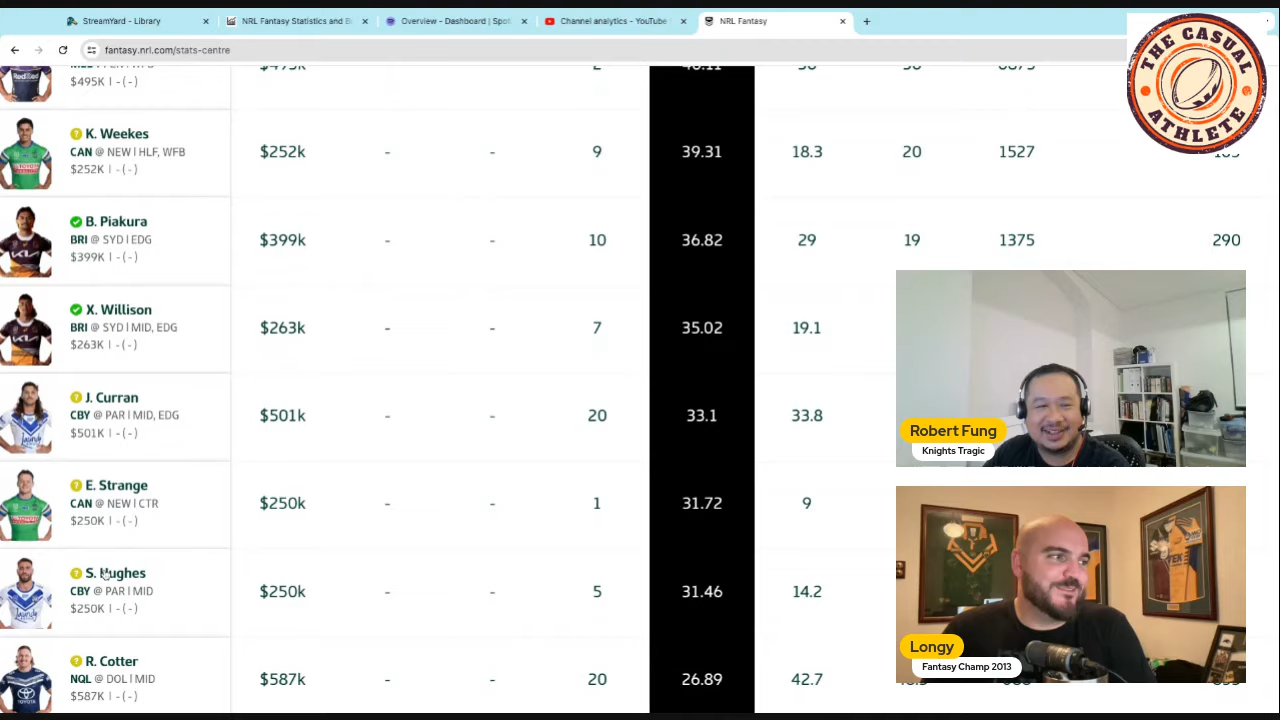 StreamYard - Library
NRL Fantasy Statistics and B
Overview - Dashboard | Spot
Channel analytics - YouTube
NRL Fantasy
fantasy.nrl.com/stats-centre
THE CASUAL
ATHLETE
$495K | -(-)
K. Weekes
CAN @ NEW | HLF, WFB
$252K | -(-)
$252k - - 9 39.31 18.3 20 1527
B. Piakura
BRI @ SYD | EDG
$399K | -(-)
$399k - - 10 36.82 29 19 1375 290
X. Willison
BRI @ SYD | MID, EDG
$263K | -(-)
$263k - - 7 35.02 19.1
J. Curran
CBY @ PAR | MID, EDG
$501K | -(-)
$501k - - 20 33.1 33.8
E. Strange
CAN @ NEW | CTR
$250K | -(-)
$250k - - 1 31.72 9
S. Hughes
CBY @ PAR | MID
$250K | -(-)
$250k - - 5 31.46 14.2
R. Cotter
NQL @ DOL | MID
$587K | -(-)
$587k - - 20 26.89 42.7
Robert Fung
Knights Tragic
Longy
Fantasy Champ 2013